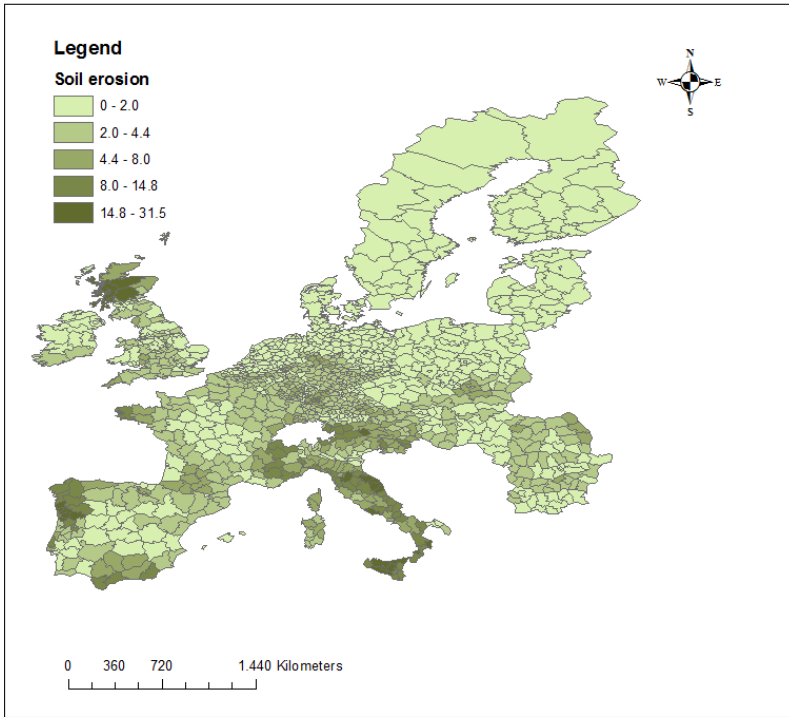 Legend
Soil erosion
0 - 2.0
2.0 - 4.4
4.4 - 8.0
8.0 - 14.8
14.8 - 31.5
N
W E
S
0 360 720 1.440 Kilometers